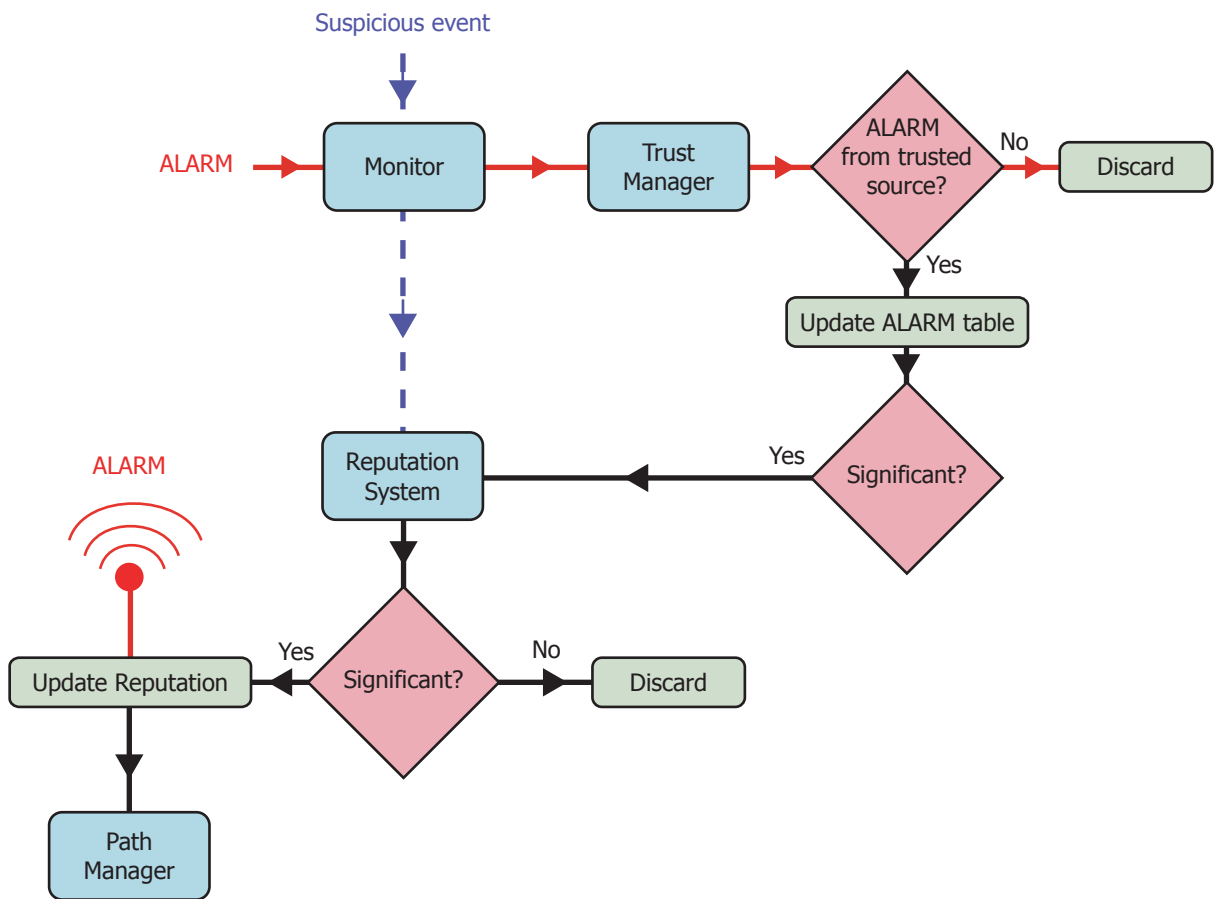 Suspicious event
ALARM
Monitor
Trust
Manager
ALARM
from trusted
source?
No
Discard
Yes
Update ALARM table
Significant?
Yes
Reputation
System
ALARM
Yes
Significant?
No
Discard
Update Reputation
Path
Manager